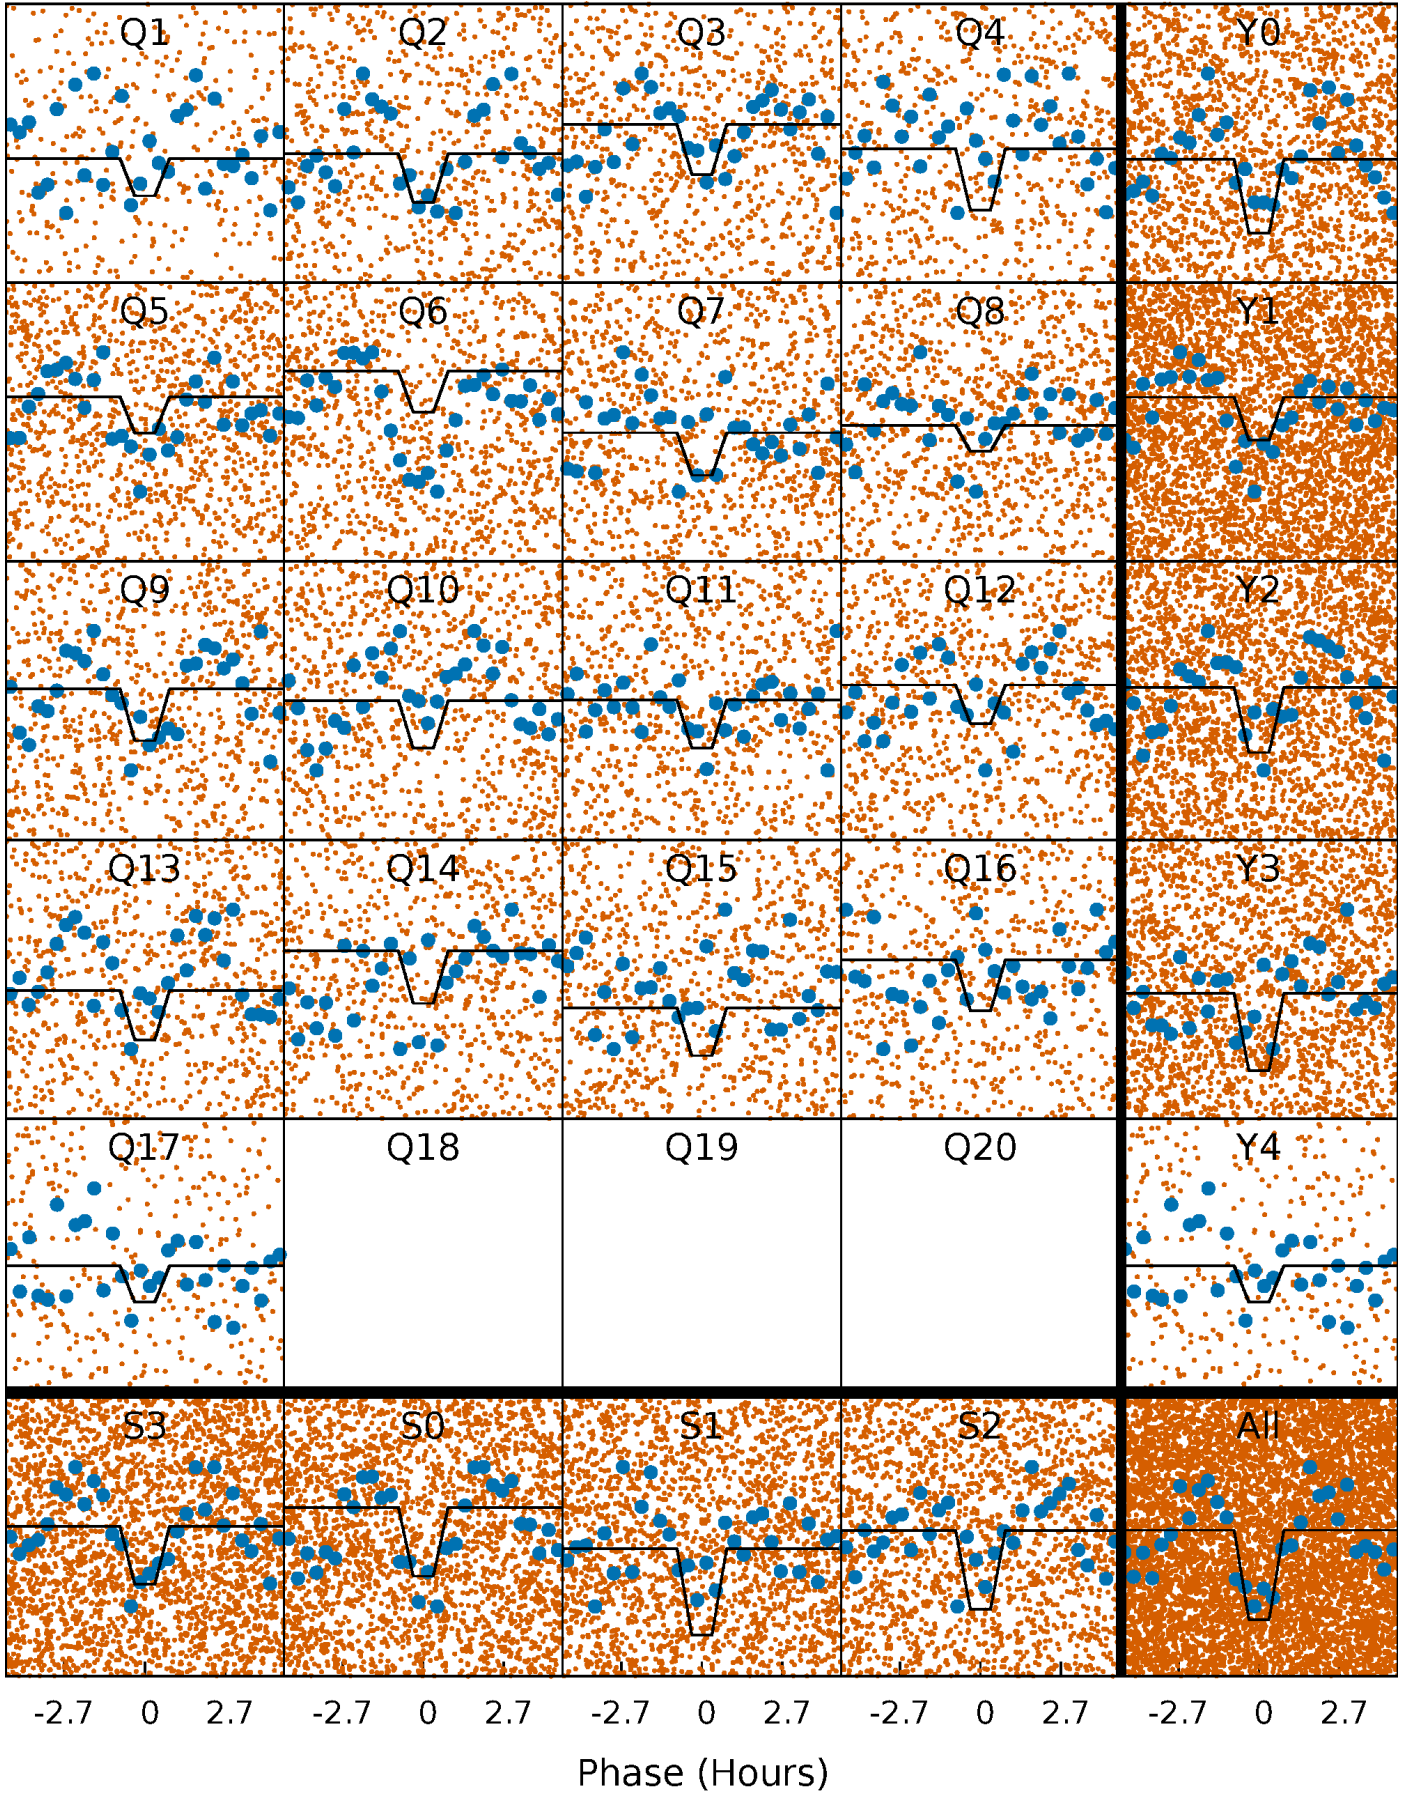 Q1 Q2 Q3 Q4 Y0
Q5 Q6 Q7 Q8 Y1
Q9 Q10 Q11 Q12 Y2
Q13 Q14 Q15 Q16 Y3
Q17 Q18 Q19 Q20 Y4
S3 S0 S1 S2 All
-2.7 0 2.7 -2.7 0 2.7 -2.7 0 2.7 -2.7 0 2.7 -2.7 0 2.7
Phase (Hours)